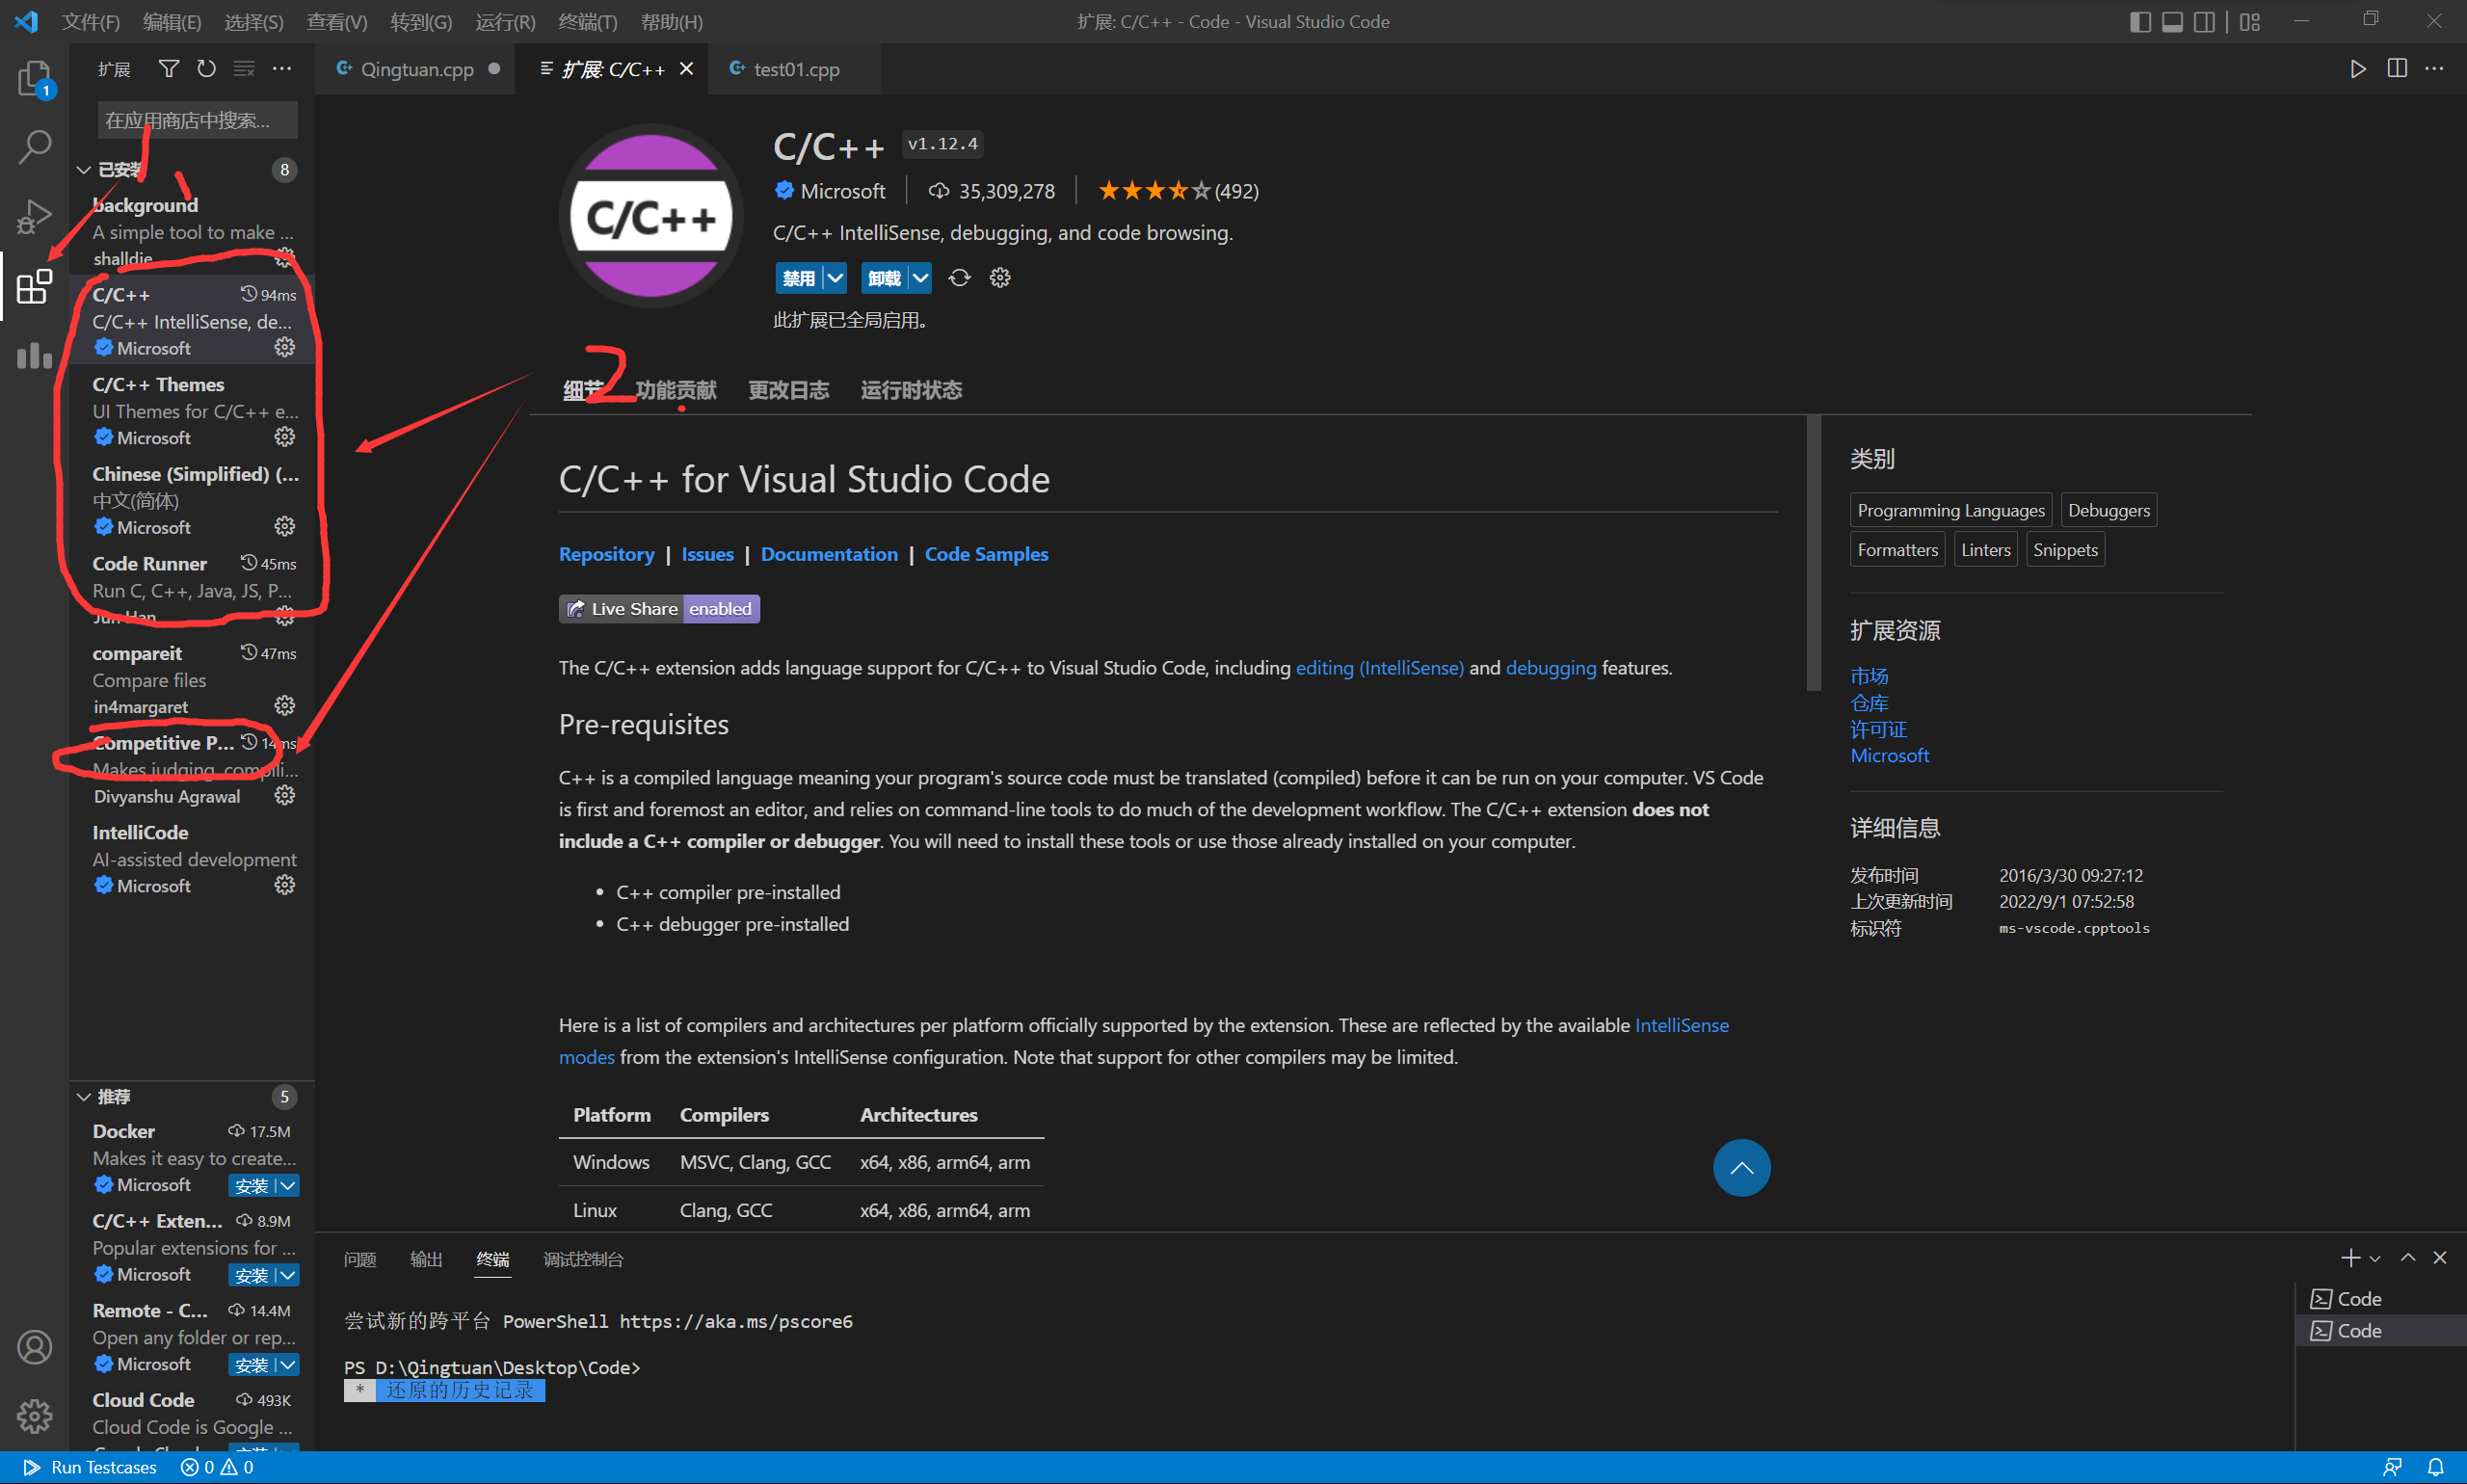 文件(F) 编辑(E) 选择(S) 查看(V) 转到(G) 运行(R) 终端(T) 帮助(H)
扩展: C/C++ - Code - Visual Studio Code
扩展
Qingtuan.cpp
扩展: C/C++
test01.cpp
1
在应用商店中搜索...
1、
已安装 8
background
A simple tool to make ...
shalldie
C/C++ 94ms
C/C++ IntelliSense, de...
Microsoft
C/C++ Themes
UI Themes for C/C++ e...
Microsoft
Chinese (Simplified) (...
中文(简体)
Microsoft
Code Runner 45ms
Run C, C++, Java, JS, P...
Jun Han
compareit 47ms
Compare files
in4margaret
Competitive P... 14ms
Makes judging, compili...
Divyanshu Agrawal
IntelliCode
AI-assisted development
Microsoft
推荐 5
Docker 17.5M
Makes it easy to create...
Microsoft 安装
C/C++ Exten... 8.9M
Popular extensions for ...
Microsoft 安装
Remote - C... 14.4M
Open any folder or rep...
Microsoft 安装
Cloud Code 493K
Cloud Code is Google ...
C/C++
C/C++ v1.12.4
Microsoft 35,309,278 (492)
C/C++ IntelliSense, debugging, and code browsing.
禁用 卸载
此扩展已全局启用。
2.
细节 功能贡献 更改日志 运行时状态
C/C++ for Visual Studio Code
Repository | Issues | Documentation | Code Samples
Live Share enabled
The C/C++ extension adds language support for C/C++ to Visual Studio Code, including editing (IntelliSense) and debugging features.
Pre-requisites
C++ is a compiled language meaning your program's source code must be translated (compiled) before it can be run on your computer. VS Code
is first and foremost an editor, and relies on command-line tools to do much of the development workflow. The C/C++ extension does not
include a C++ compiler or debugger. You will need to install these tools or use those already installed on your computer.
• C++ compiler pre-installed
• C++ debugger pre-installed
Here is a list of compilers and architectures per platform officially supported by the extension. These are reflected by the available IntelliSense
modes from the extension's IntelliSense configuration. Note that support for other compilers may be limited.
Platform Compilers Architectures
Windows MSVC, Clang, GCC x64, x86, arm64, arm
Linux Clang, GCC x64, x86, arm64, arm
类别
Programming Languages Debuggers
Formatters Linters Snippets
扩展资源
市场
仓库
许可证
Microsoft
详细信息
发布时间 2016/3/30 09:27:12
上次更新时间 2022/9/1 07:52:58
标识符 ms-vscode.cpptools
问题 输出 终端 调试控制台
尝试新的跨平台 PowerShell https://aka.ms/pscore6
PS D:\Qingtuan\Desktop\Code>
* 还原的历史记录
Code
Code
Run Testcases 0 0